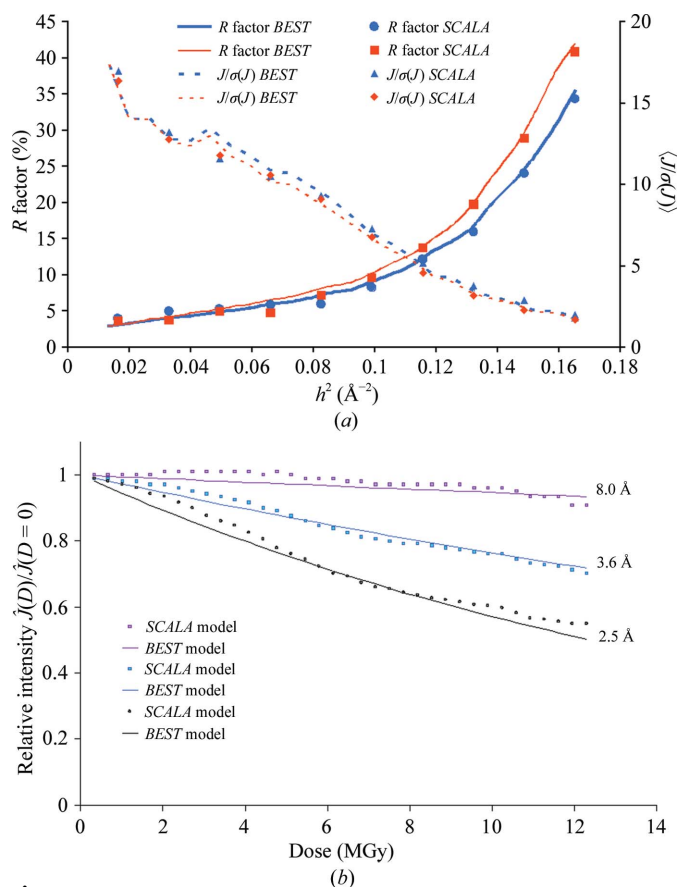 R factor BEST
R factor BEST
J/σ(J) BEST
J/σ(J) BEST
R factor SCALA
R factor SCALA
J/σ(J) SCALA
J/σ(J) SCALA
45
40
35
30
25
20
15
10
5
0
R factor (%)
20
15
10
5
0
⟨J/σ(J)⟩
0 0.02 0.04 0.06 0.08 0.1 0.12 0.14 0.16 0.18
h² (Å⁻²)
(a)
1
0.8
0.6
0.4
0.2
0
Relative intensity Ĵ(D)/Ĵ(D = 0)
8.0 Å
3.6 Å
2.5 Å
SCALA model
BEST model
SCALA model
BEST model
SCALA model
BEST model
0 2 4 6 8 10 12 14
Dose (MGy)
(b)